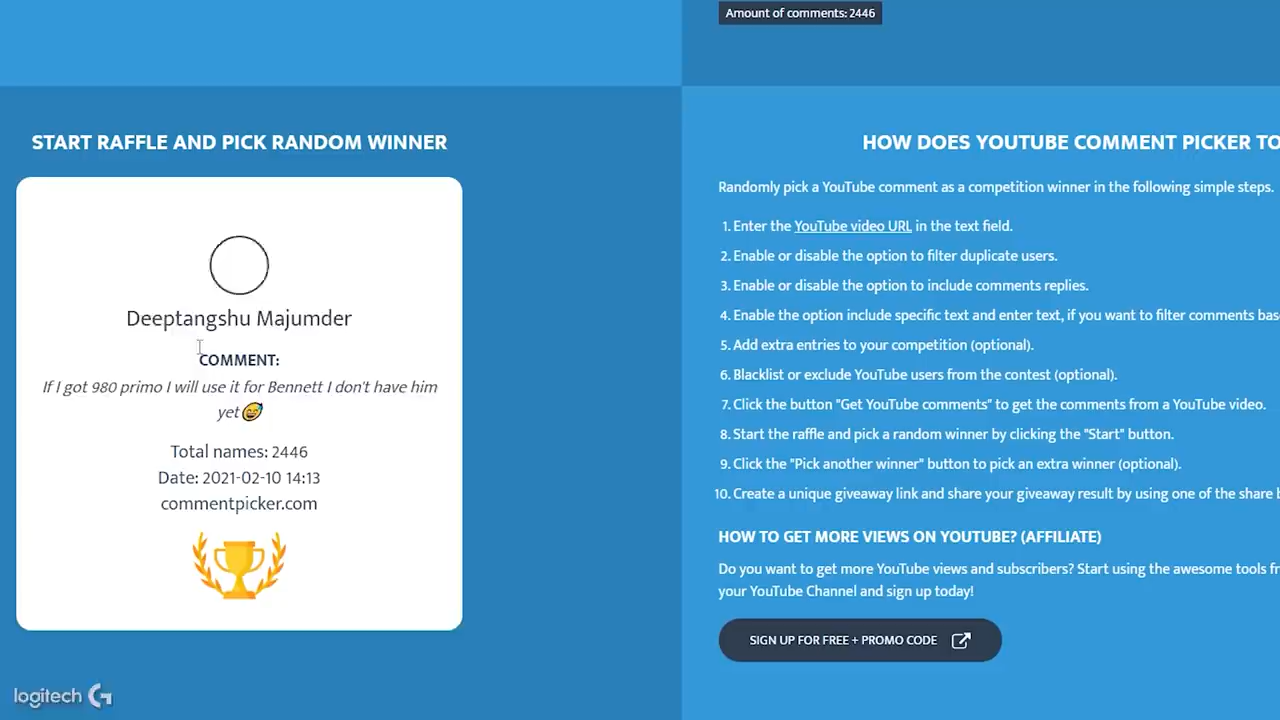 Amount of comments: 2446
START RAFFLE AND PICK RANDOM WINNER
Deeptangshu Majumder
COMMENT:
If I got 980 primo I will use it for Bennett I don't have him
yet 😅
Total names: 2446
Date: 2021-02-10 14:13
commentpicker.com
logitech G
HOW DOES YOUTUBE COMMENT PICKER TO
Randomly pick a YouTube comment as a competition winner in the following simple steps.
1. Enter the YouTube video URL in the text field.
2. Enable or disable the option to filter duplicate users.
3. Enable or disable the option to include comments replies.
4. Enable the option include specific text and enter text, if you want to filter comments bas
5. Add extra entries to your competition (optional).
6. Blacklist or exclude YouTube users from the contest (optional).
7. Click the button "Get YouTube comments" to get the comments from a YouTube video.
8. Start the raffle and pick a random winner by clicking the "Start" button.
9. Click the "Pick another winner" button to pick an extra winner (optional).
10. Create a unique giveaway link and share your giveaway result by using one of the share b
HOW TO GET MORE VIEWS ON YOUTUBE? (AFFILIATE)
Do you want to get more YouTube views and subscribers? Start using the awesome tools fr
your YouTube Channel and sign up today!
SIGN UP FOR FREE + PROMO CODE